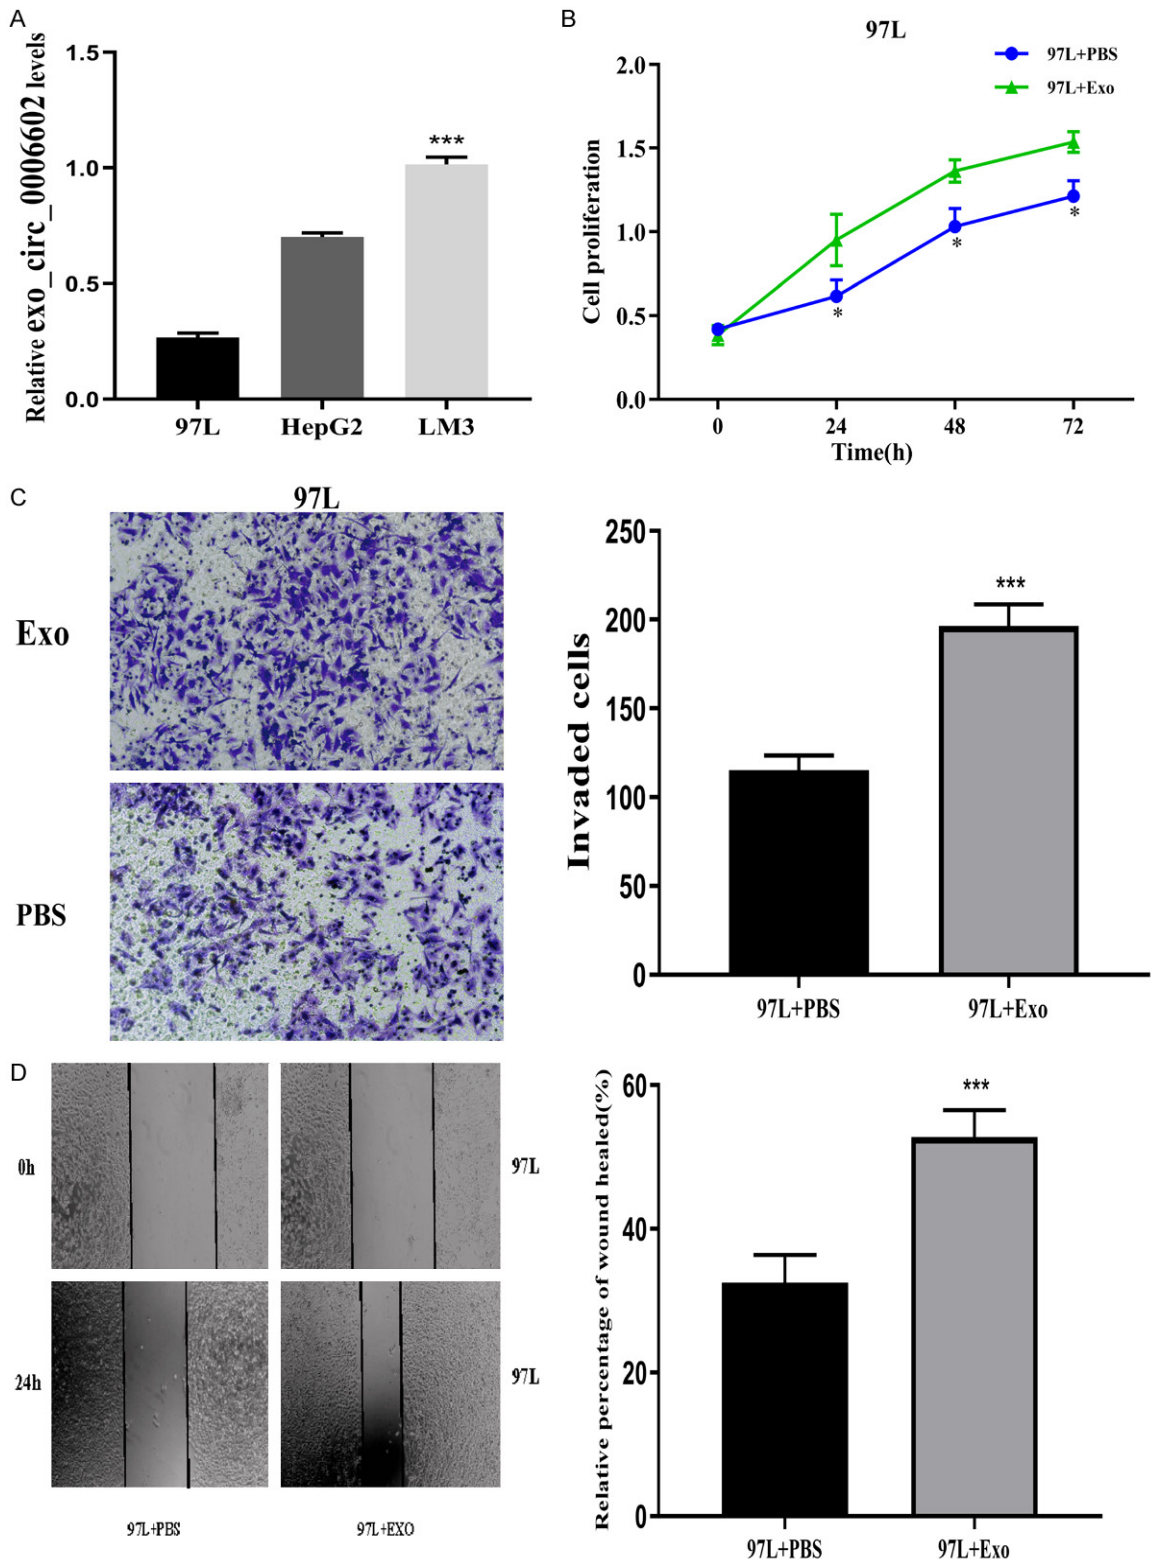 A
Relative exo_circ_0006602 levels
1.5
1.0
0.5
0.0
***
97L
HepG2
LM3
B
97L
97L+PBS
97L+Exo
Cell proliferation
2.0
1.5
1.0
0.5
0.0
*
*
*
0
24
48
72
Time(h)
C
97L
Exo
PBS
Invaded cells
250
200
150
100
50
0
***
97L+PBS
97L+Exo
D
0h
97L
24h
97L
97L+PBS
97L+EXO
Relative percentage of wound healed(%)
60
40
20
0
***
97L+PBS
97L+Exo